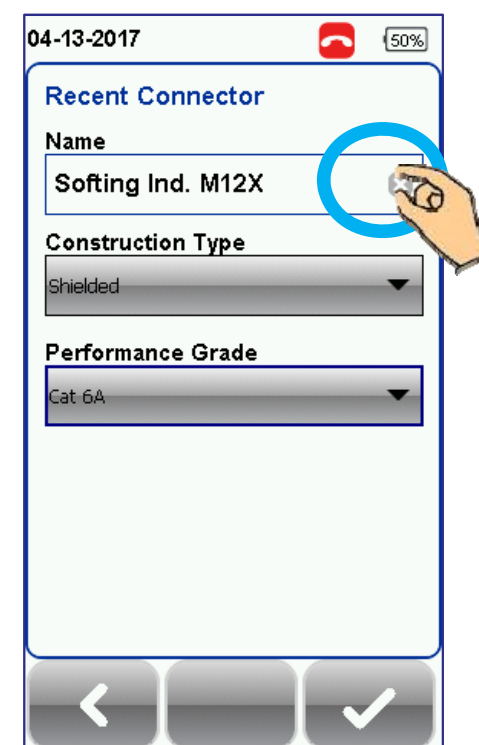 04-13-2017
50%
Recent Connector
Name
Softing Ind. M12X
Construction Type
Shielded
Performance Grade
Cat 6A